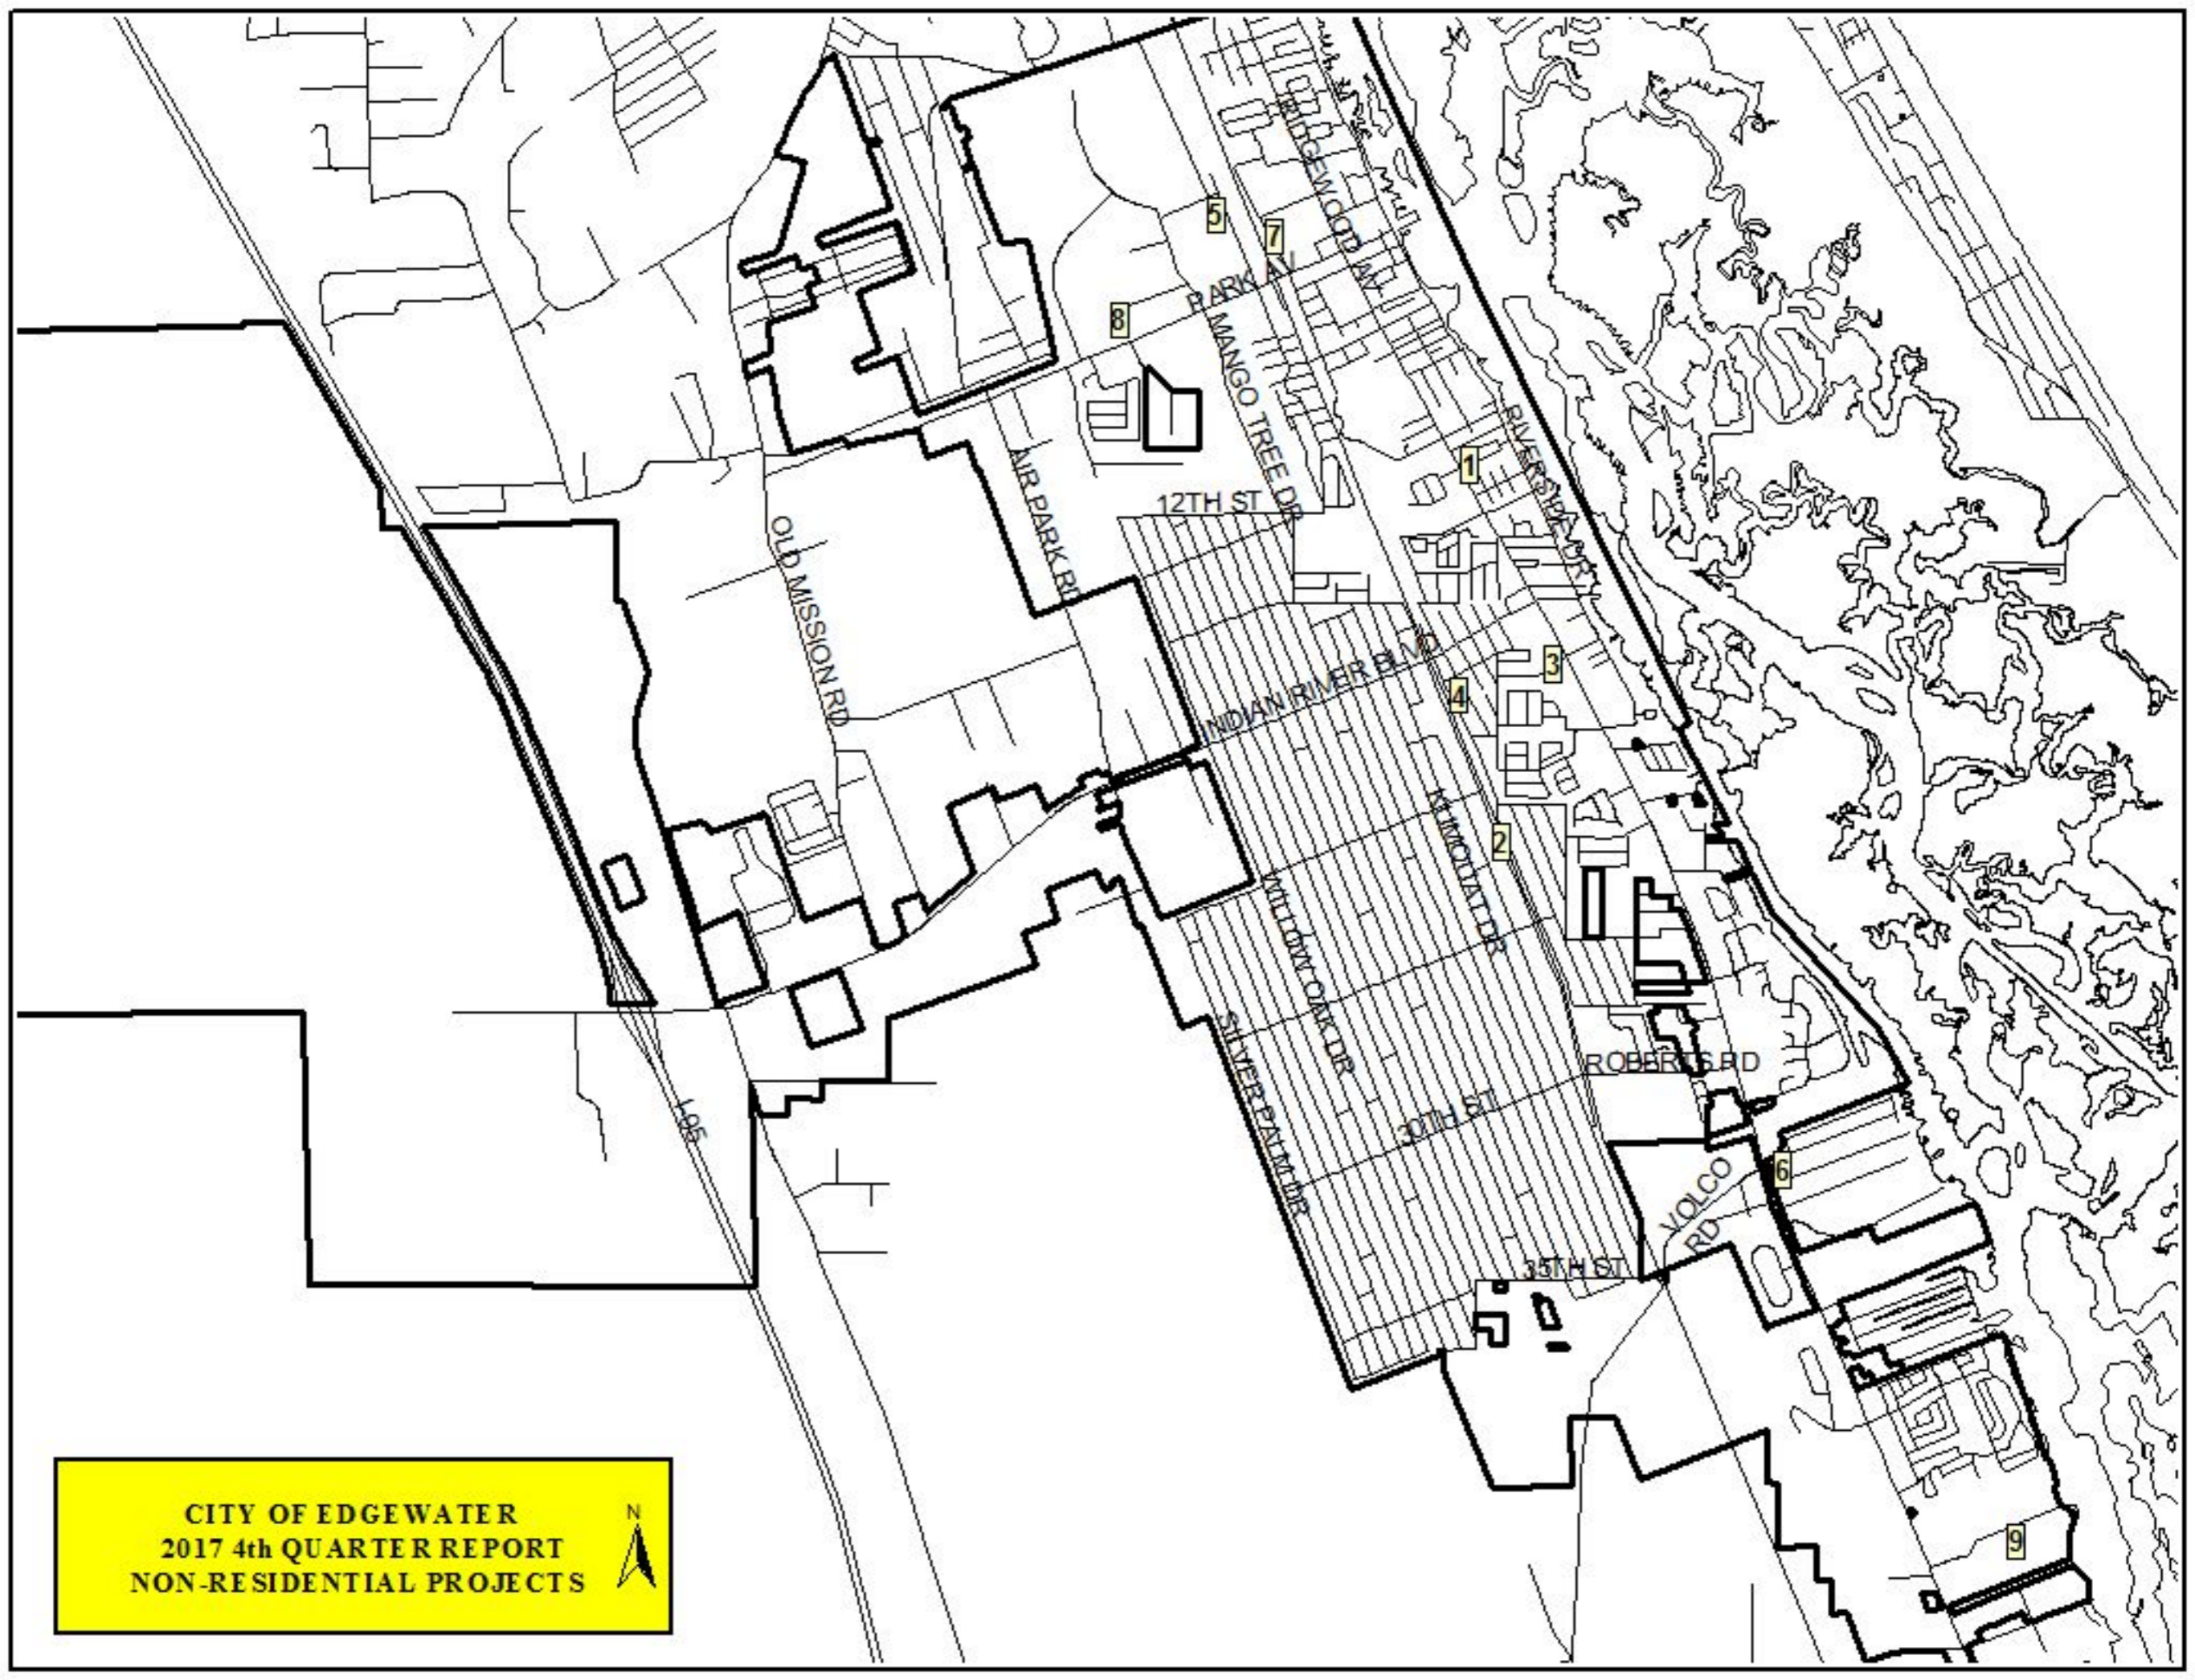 RIDGEWOOD AV
5
7
PARK AV
8
MANGO TREE DR
RIVERSIDE DR
1
AIR PARK RD
12TH ST
OLD MISSION RD
INDIAN RIVER BLVD
3
4
KUMQUAT DR
2
WILLOW OAK DR
SILVER PALM DR
ROBERTS RD
I-95
30TH ST
VOLCO
RD
6
35TH ST
9
CITY OF EDGEWATER
2017 4th QUARTER REPORT
NON-RESIDENTIAL PROJECTS
N